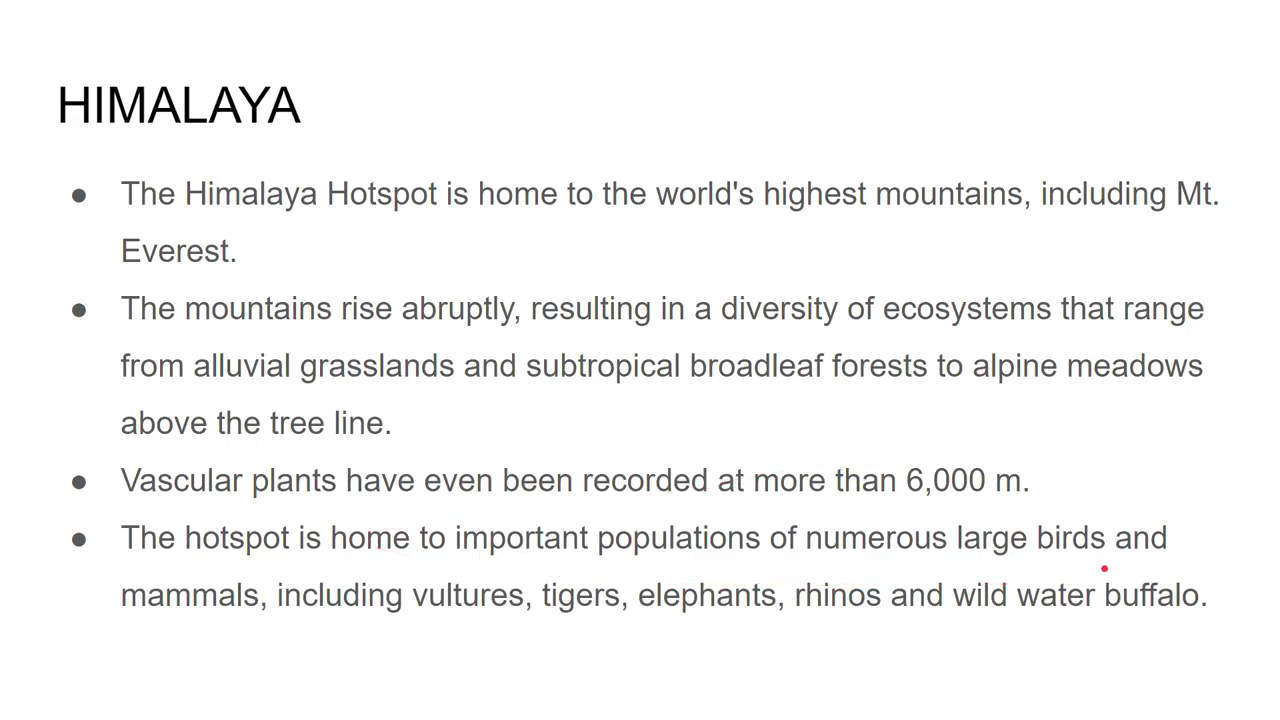 HIMALAYA
● The Himalaya Hotspot is home to the world's highest mountains, including Mt.
Everest.
● The mountains rise abruptly, resulting in a diversity of ecosystems that range
from alluvial grasslands and subtropical broadleaf forests to alpine meadows
above the tree line.
● Vascular plants have even been recorded at more than 6,000 m.
● The hotspot is home to important populations of numerous large birds and
mammals, including vultures, tigers, elephants, rhinos and wild water buffalo.